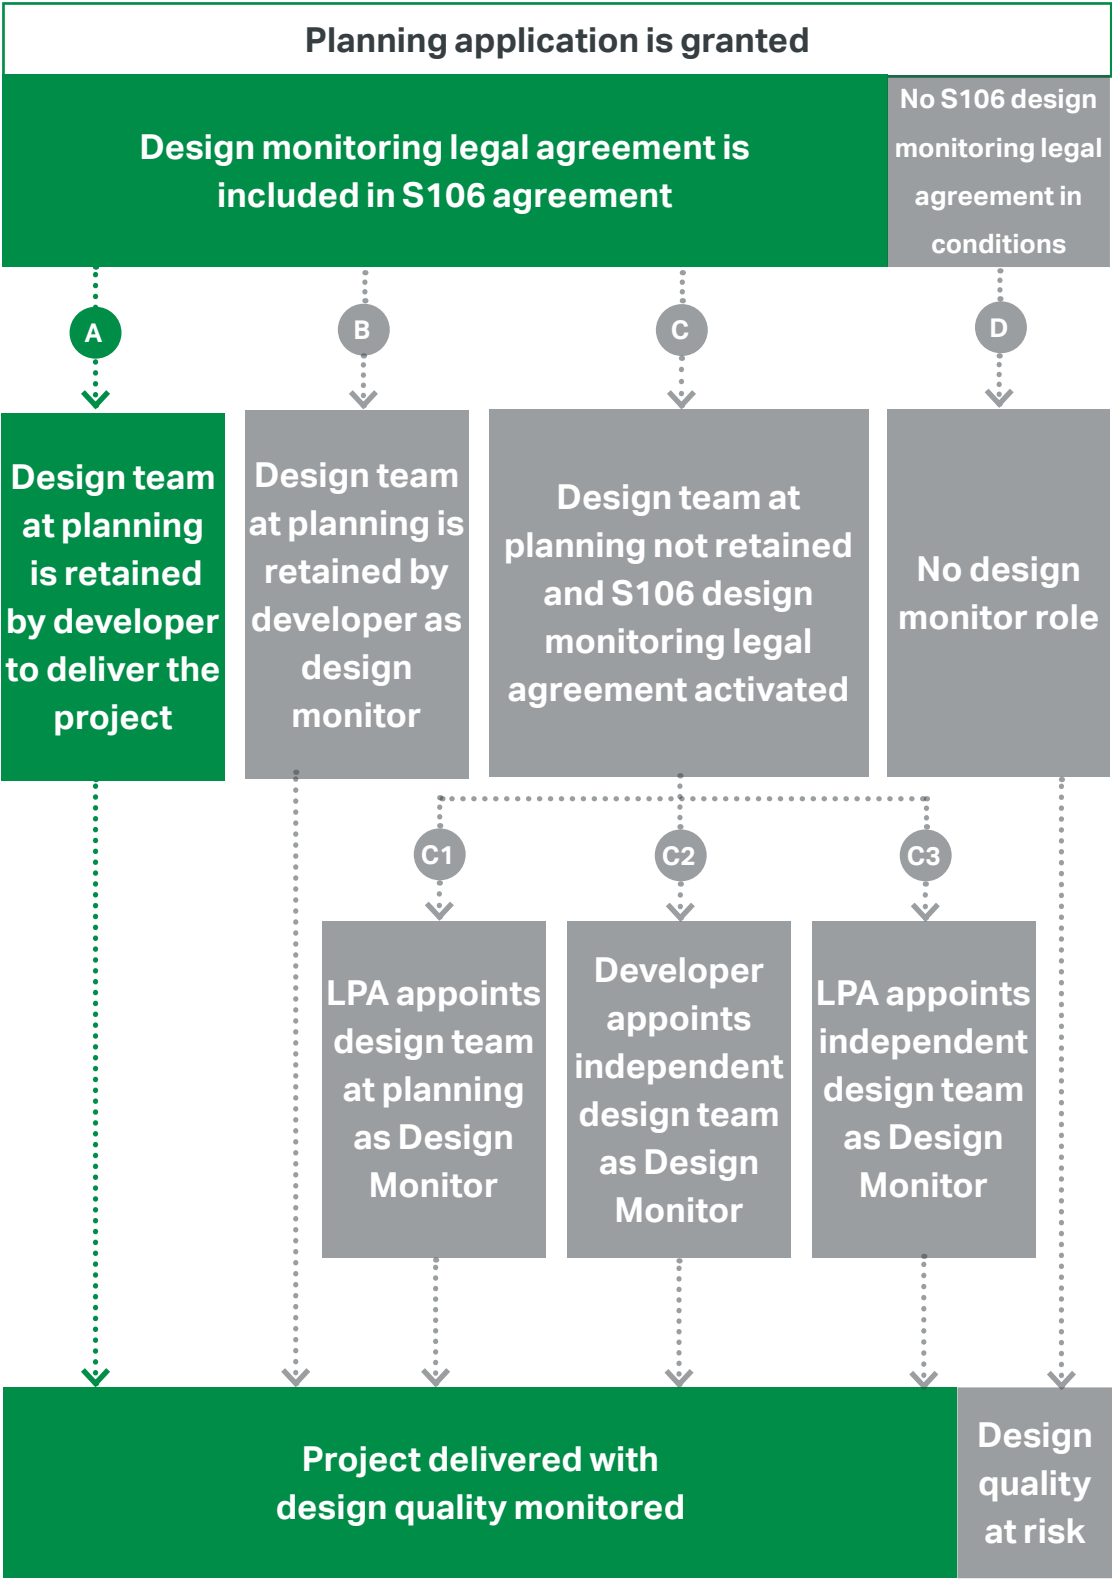 Planning application is granted
Design monitoring legal agreement is
included in S106 agreement
No S106 design
monitoring legal
agreement in
conditions
A
B
C
D
Design team
at planning
is retained
by developer
to deliver the
project
Design team
at planning is
retained by
developer as
design
monitor
Design team at
planning not retained
and S106 design
monitoring legal
agreement activated
No design
monitor role
C1
C2
C3
LPA appoints
design team
at planning
as Design
Monitor
Developer
appoints
independent
design team
as Design
Monitor
LPA appoints
independent
design team
as Design
Monitor
Project delivered with
design quality monitored
Design
quality
at risk